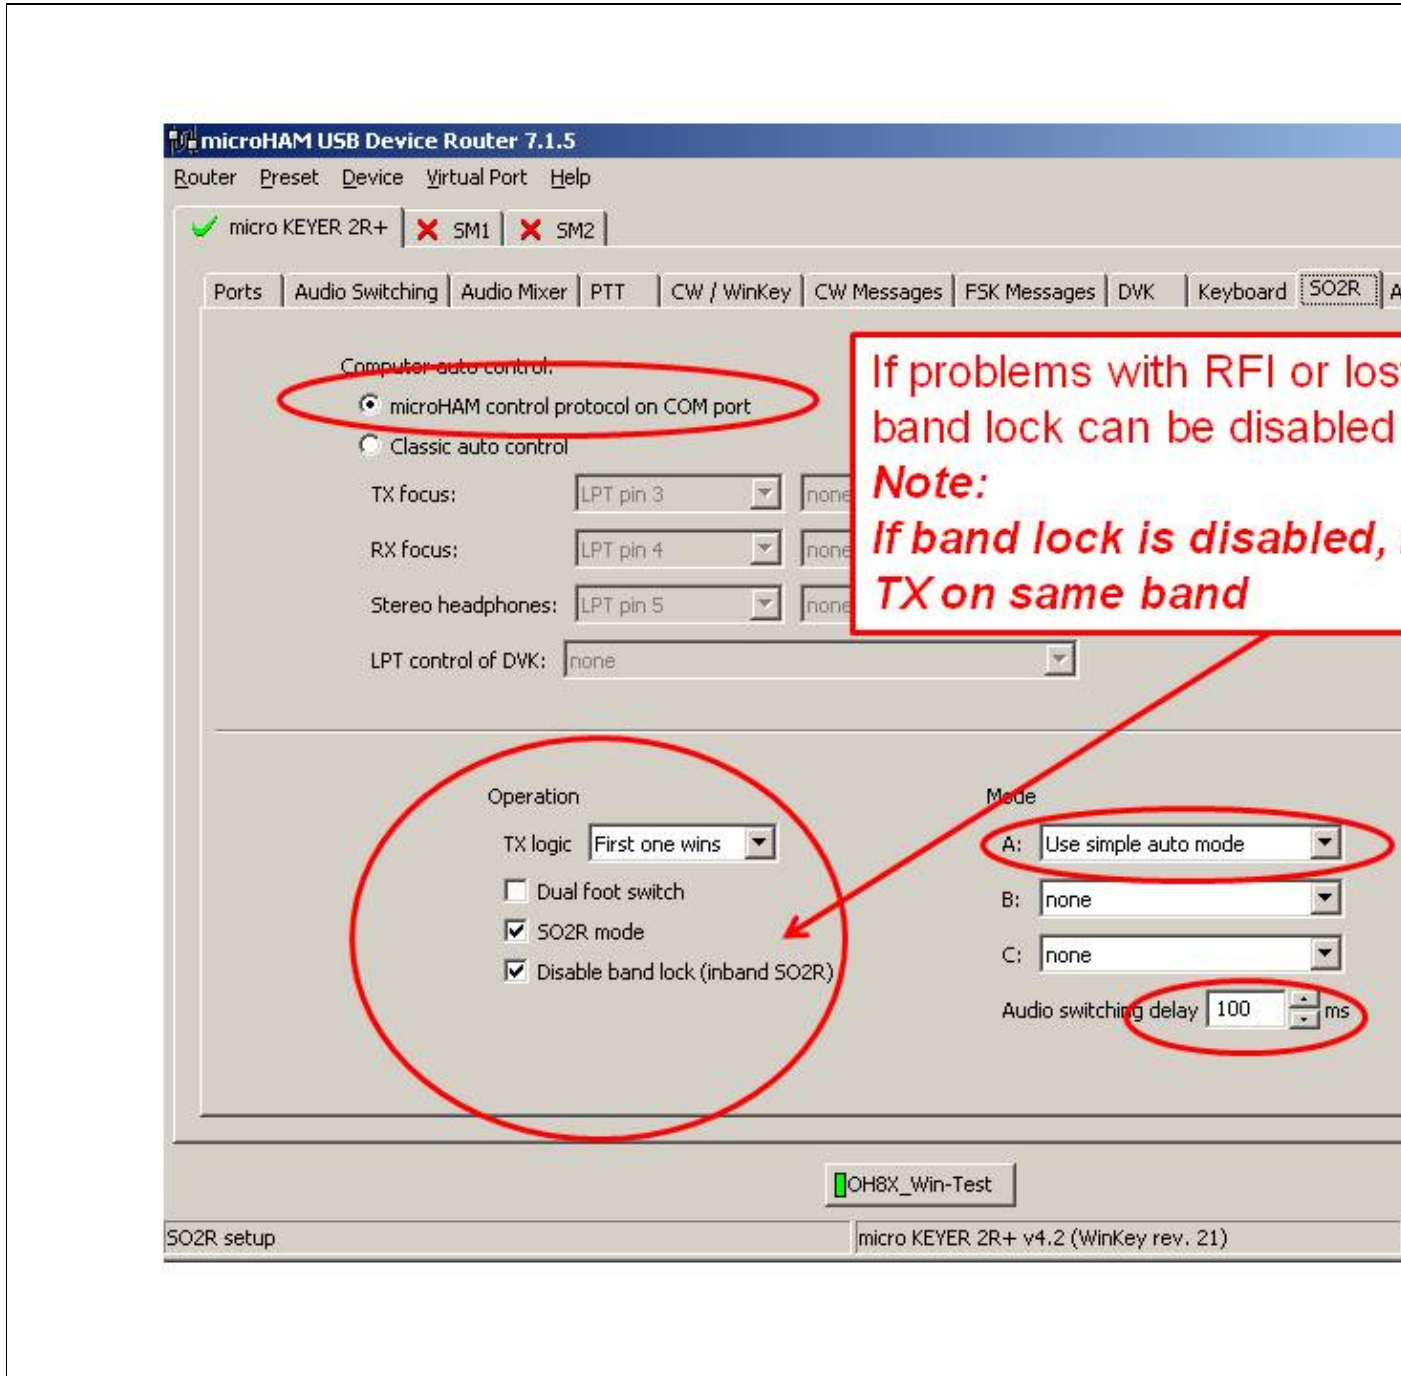 microHAM USB Device Router 7.1.5
Router Preset Device Virtual Port Help
micro KEYER 2R+ SM1 SM2
Ports Audio Switching Audio Mixer PTT CW / WinKey CW Messages FSK Messages DVK Keyboard SO2R A
Computer auto control:
microHAM control protocol on COM port
Classic auto control
TX focus: LPT pin 3 none
RX focus: LPT pin 4 none
Stereo headphones: LPT pin 5 none
LPT control of DVK: none
If problems with RFI or los
band lock can be disabled
Note:
If band lock is disabled,
TX on same band
Operation
TX logic First one wins
Dual foot switch
SO2R mode
Disable band lock (inband SO2R)
Mode
A: Use simple auto mode
B: none
C: none
Audio switching delay 100 ms
OH8X_Win-Test
SO2R setup
micro KEYER 2R+ v4.2 (WinKey rev. 21)